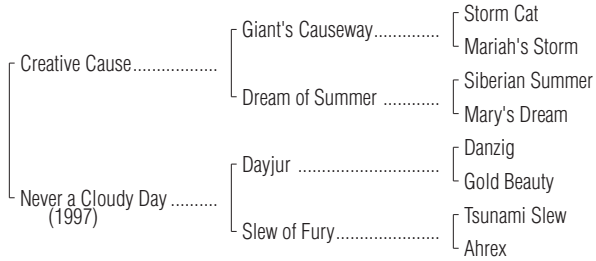 Storm Cat
Giant's Causeway..............
Mariah's Storm
Creative Cause..................
Siberian Summer
Dream of Summer ............
Mary's Dream
Danzig
Dayjur ..............................
Gold Beauty
Never a Cloudy Day ..........
(1997)
Tsunami Slew
Slew of Fury......................
Ahrex